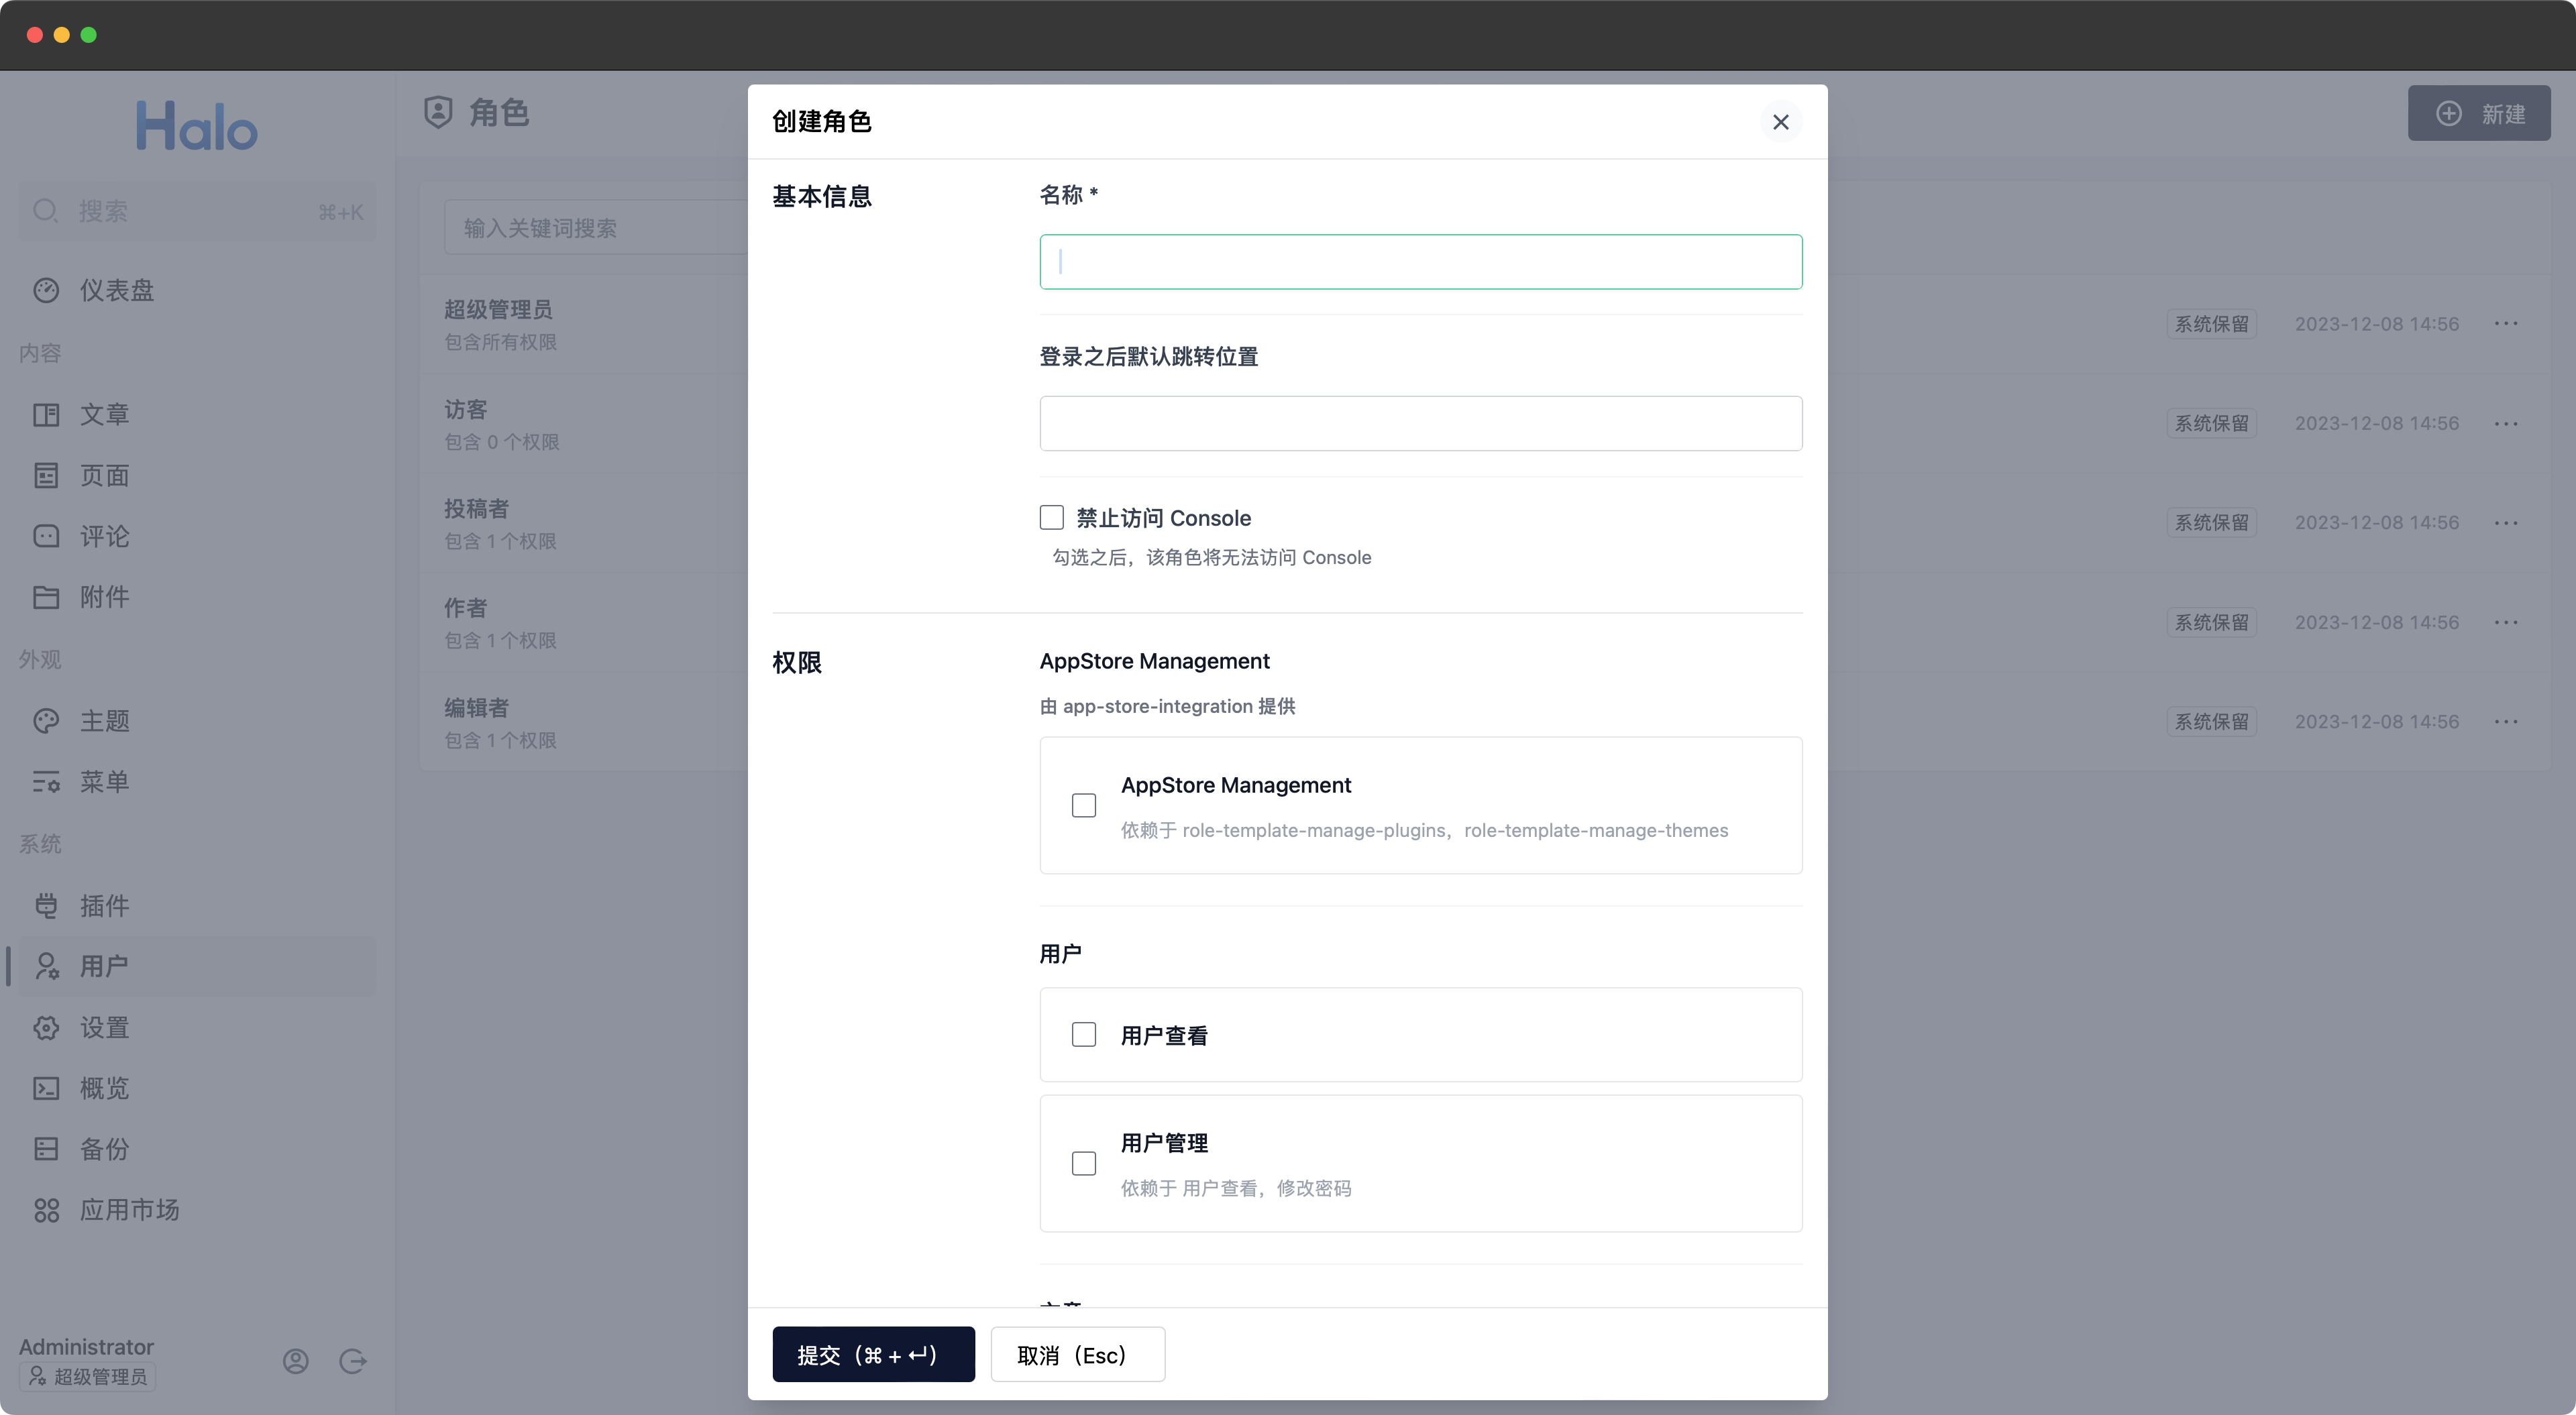 Halo
搜索 ⌘+K
仪表盘
内容
文章
页面
评论
附件
外观
主题
菜单
系统
插件
用户
设置
概览
备份
应用市场
Administrator
超级管理员
角色
新建
输入关键词搜索
超级管理员
包含所有权限
系统保留 2023-12-08 14:56
访客
包含 0 个权限
系统保留 2023-12-08 14:56
投稿者
包含 1 个权限
系统保留 2023-12-08 14:56
作者
包含 1 个权限
系统保留 2023-12-08 14:56
编辑者
包含 1 个权限
系统保留 2023-12-08 14:56
创建角色
基本信息
名称 *
登录之后默认跳转位置
禁止访问 Console
勾选之后，该角色将无法访问 Console
权限
AppStore Management
由 app-store-integration 提供
AppStore Management
依赖于 role-template-manage-plugins，role-template-manage-themes
用户
用户查看
用户管理
依赖于 用户查看，修改密码
提交（⌘ + ↵）
取消（Esc）